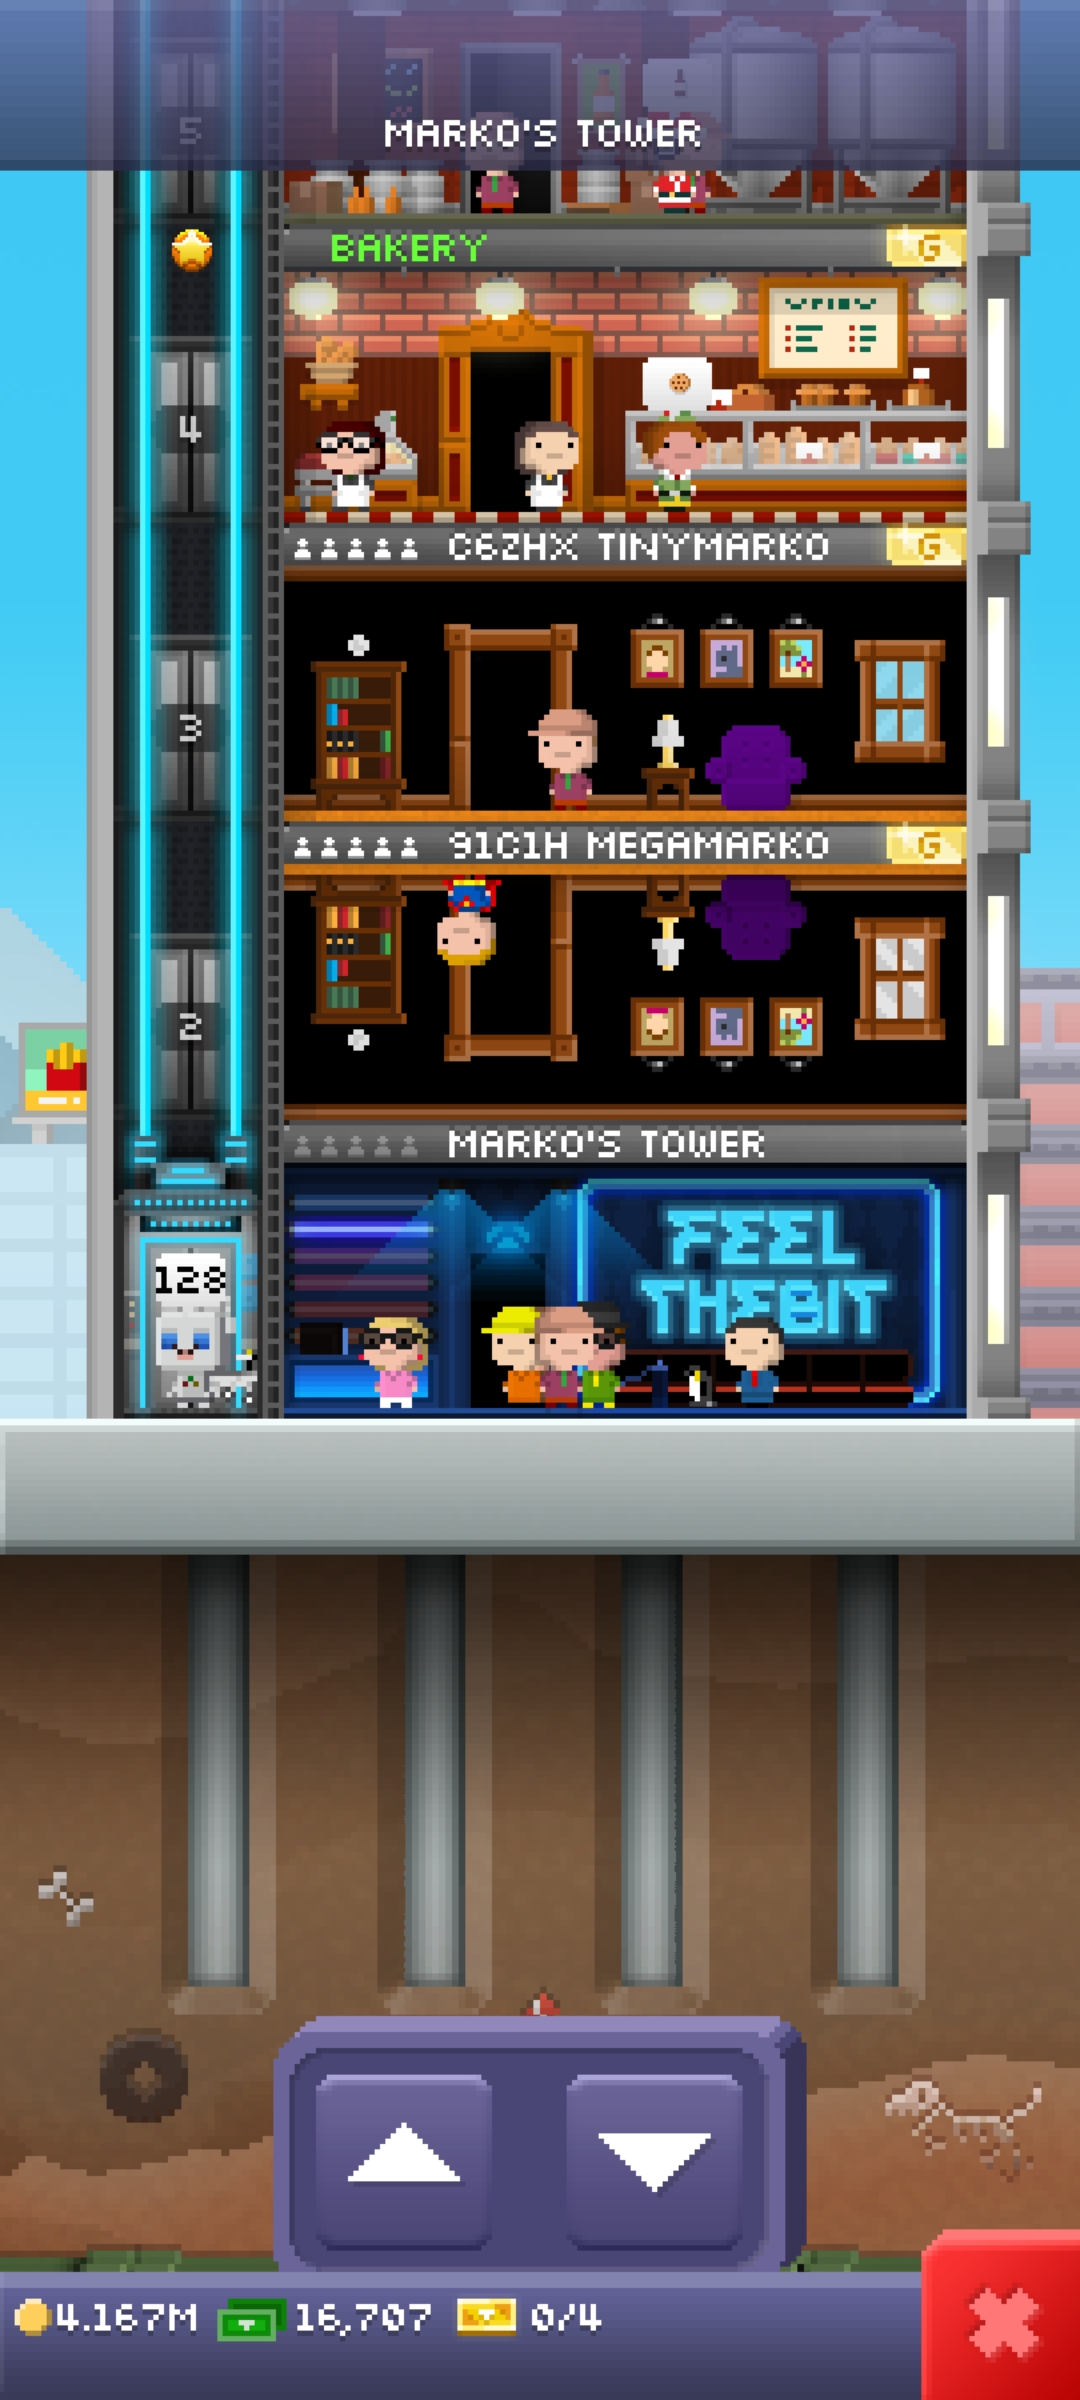 MARKO'S TOWER
5
BAKERY G
4
C6ZHX TINYMARKO G
3
91C1H MEGAMARKO G
2
MARKO'S TOWER
FEEL
THEBIT
128
4.167M 16,707 0/4